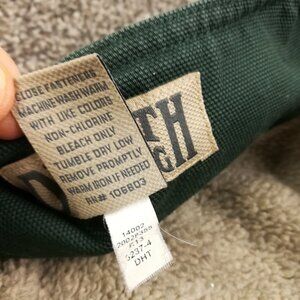 CLOSE FASTENERS
MACHINE WASH WARM
WITH LIKE COLORS
NON-CHLORINE
BLEACH ONLY
TUMBLE DRY LOW
REMOVE PROMPTLY
WARM IRON IF NEEDED
RN# 106803
D
TH
14002
S237-4
DHT